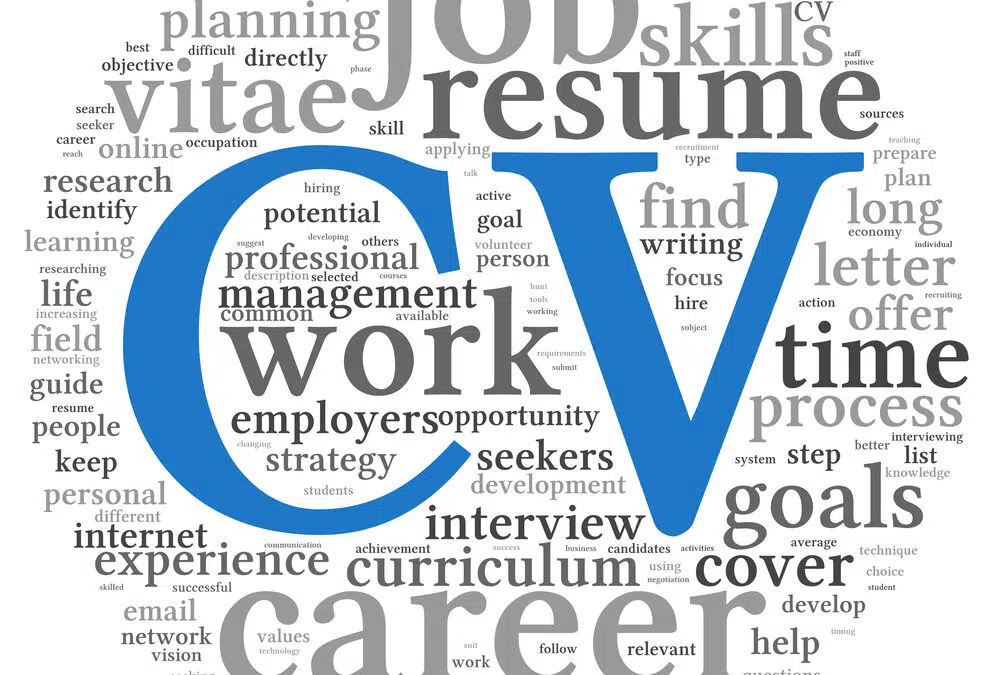 planning
job
skills
CV
best
difficult
directly
objective
phase
staff
positive
vitae
resume
search
seeker
skill
sources
career
reach
online
occupation
applying
recruitment
type
teaching
prepare
talk
research
identify
hiring
potential
active
goal
find
plan
long
economy
learning
suggest
developing
others
professional
volunteer
person
writing
individual
researching
description
selected
courses
focus
letter
life
management
hunt
tools
working
hire
action
recruiting
increasing
common
available
subject
offer
field
networking
work
requirements
submit
time
guide
resume
people
employers
opportunity
process
changing
strategy
seekers
system
step
better
interviewing
list
knowledge
keep
personal
students
development
goals
different
internet
interview
CV
communication
experience
achievement
success
business
candidates
activities
average
technique
curriculum
using
negotiation
cover
choice
student
skilled
successful
career
email
develop
network
values
technology
vision
suit
work
follow
relevant
help
timing
questions